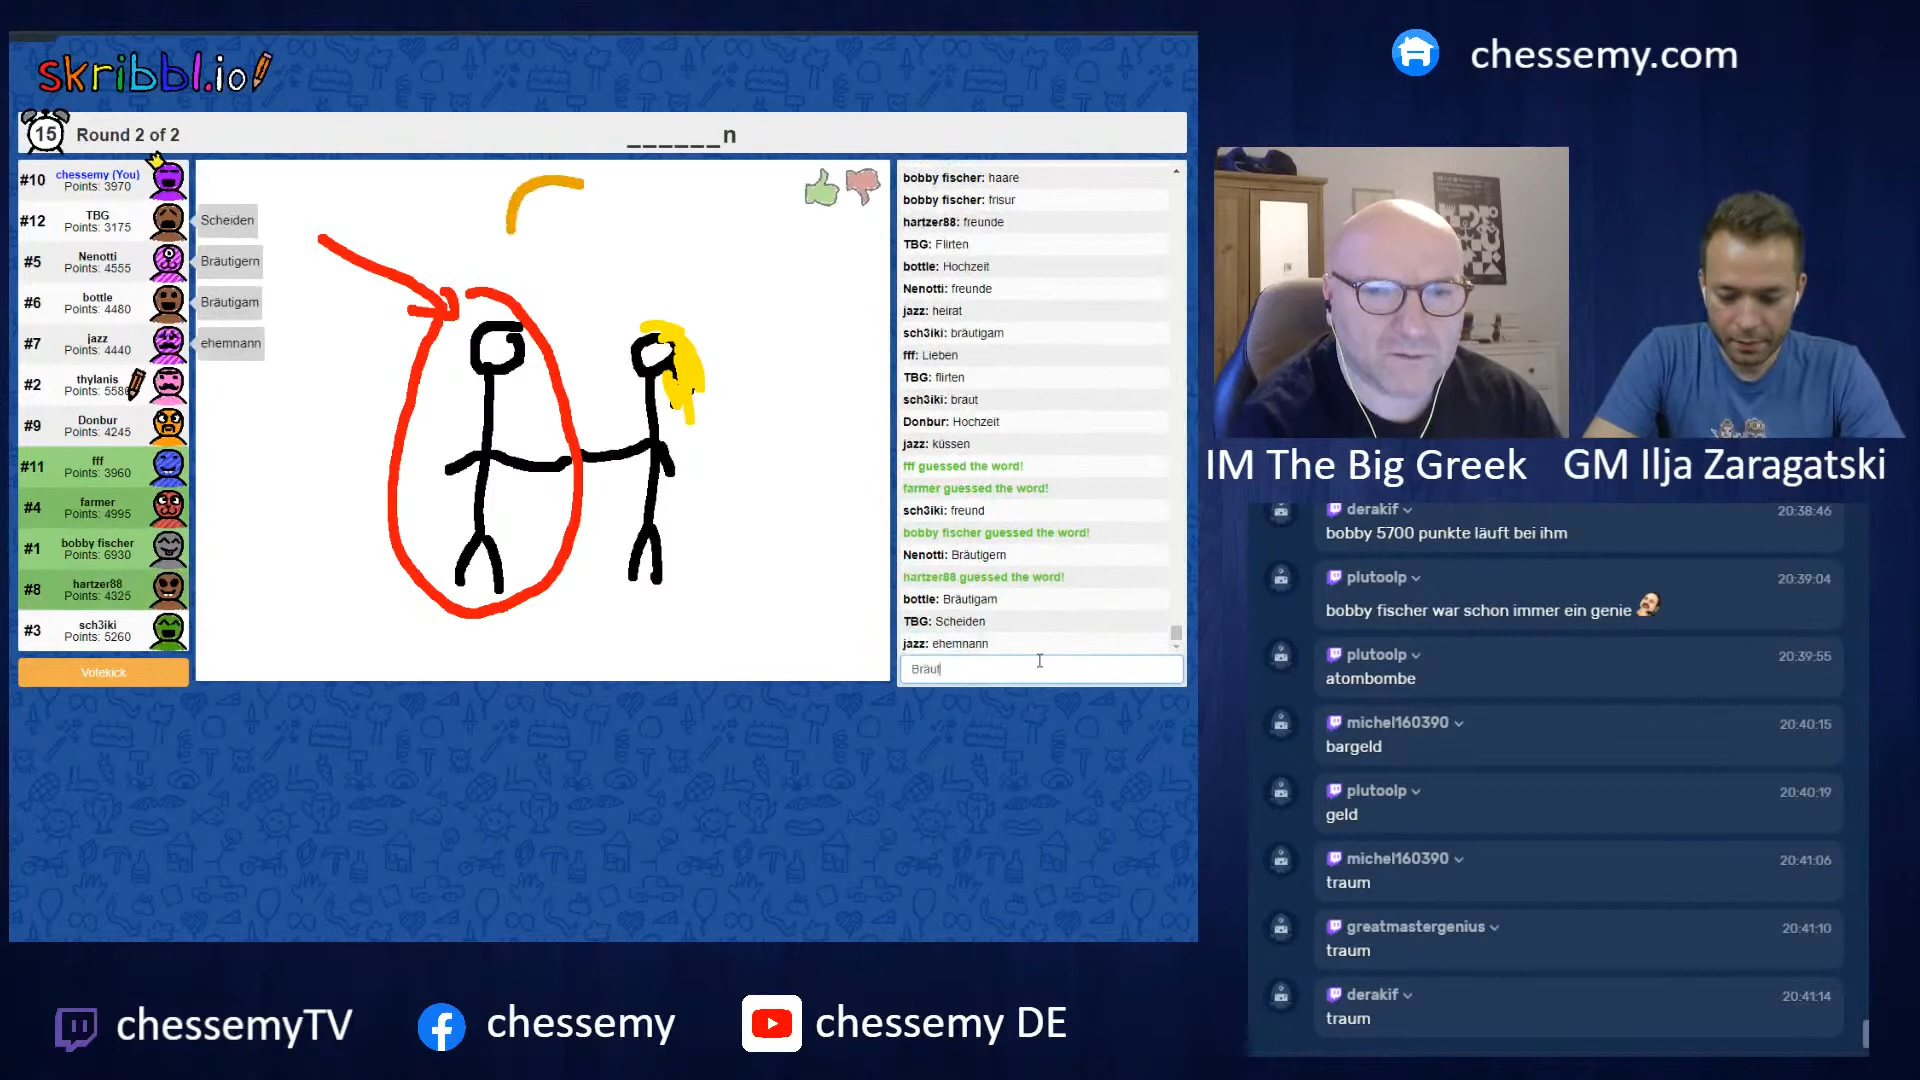 skribbl.io
15
Round 2 of 2
______n
#10
chessemy (You)
Points: 3970
#12
TBG
Points: 3175
Scheiden
#5
Nenotti
Points: 4555
Bräutigern
#6
bottle
Points: 4480
Bräutigam
#7
jazz
Points: 4440
ehemnann
#2
thylanis
#9
Donbur
Points: 4245
#11
fff
Points: 3960
#4
farmer
Points: 4995
#1
bobby fischer
Points: 6930
#8
hartzer88
Points: 4325
#3
sch3iki
Points: 5260
Votekick
bobby fischer: haare
bobby fischer: frisur
hartzer88: freunde
TBG: Flirten
bottle: Hochzeit
Nenotti: freunde
jazz: heirat
sch3iki: bräutigam
fff: Lieben
TBG: flirten
sch3iki: braut
Donbur: Hochzeit
jazz: küssen
fff guessed the word!
farmer guessed the word!
sch3iki: freund
bobby fischer guessed the word!
Nenotti: Bräutigern
hartzer88 guessed the word!
bottle: Bräutigam
TBG: Scheiden
jazz: ehemnann
Bräut
chessemy.com
IM The Big Greek
GM Ilja Zaragatski
derakif
20:38:46
bobby 5700 punkte läuft bei ihm
plutoolp
20:39:04
bobby fischer war schon immer ein genie
plutoolp
20:39:55
atombombe
michel160390
20:40:15
bargeld
plutoolp
20:40:19
geld
michel160390
20:41:06
traum
greatmastergenius
20:41:10
traum
derakif
20:41:14
traum
chessemyTV
chessemy
chessemy DE